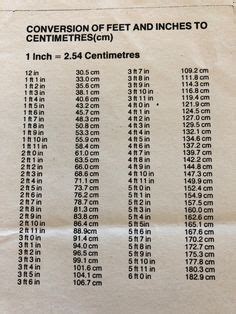 CONVERSION OF FEET AND INCHES TO
CENTIMETRES(cm)
1 Inch = 2.54 Centimetres
12 in 30.5 cm
1 ft 1 in 33.0 cm
1 ft 2 in 35.6 cm
1 ft 3 in 38.1 cm
1 ft 4 in 40.6 cm
1 ft 5 in 43.2 cm
1 ft 6 in 45.7 cm
1 ft 7 in 48.3 cm
1 ft 8 in 50.8 cm
1 ft 9 in 53.3 cm
1 ft 10 in 55.9 cm
1 ft 11 in 58.4 cm
2 ft 0 in 61.0 cm
2 ft 1 in 63.5 cm
2 ft 2 in 66.0 cm
2 ft 3 in 68.6 cm
2 ft 4 in 71.1 cm
2 ft 5 in 73.7 cm
2 ft 6 in 76.2 cm
2 ft 7 in 78.7 cm
2 ft 8 in 81.3 cm
2 ft 9 in 83.8 cm
2 ft 10 in 86.4 cm
2 ft 11 in 88.9cm
3 ft 0 in 91.4 cm
3 ft 1 in 94.0 cm
3 ft 2 in 96.5 cm
3 ft 3 in 99.1 cm
3 ft 4 in 101.6 cm
3 ft 5 in 104.1 cm
3 ft 6 in 106.7 cm
3 ft 7 in 109.2 cm
3 ft 8 in 111.8 cm
3 ft 9 in 114.3 cm
3 ft 10 in 116.8 cm
3 ft 11 in 119.4 cm
4 ft 0 in 121.9 cm
4 ft 1 in 124.5 cm
4 ft 2 in 127.0 cm
4 ft 3 in 129.5 cm
4 ft 4 in 132.1 cm
4 ft 5 in 134.6 cm
4 ft 6 in 137.2 cm
4 ft 7 in 139.7 cm
4 ft 8 in 142.2 cm
4 ft 9 in 144.9 cm
4 ft 10 in 147.3 cm
4 ft 11 in 149.9 cm
5 ft 0 in 152.4 cm
5 ft 1 in 154.9 cm
5 ft 2 in 157.5 cm
5 ft 3 in 160.0 cm
5 ft 4 in 162.6 cm
5 ft 5 in 165.1 cm
5 ft 6 in 167.6 cm
5 ft 7 in 170.2 cm
5 ft 8 in 172.7 cm
5 ft 9 in 175.3 cm
5 ft 10 in 177.8 cm
5 ft 11 in 180.3 cm
6 ft 0 in 182.9 cm